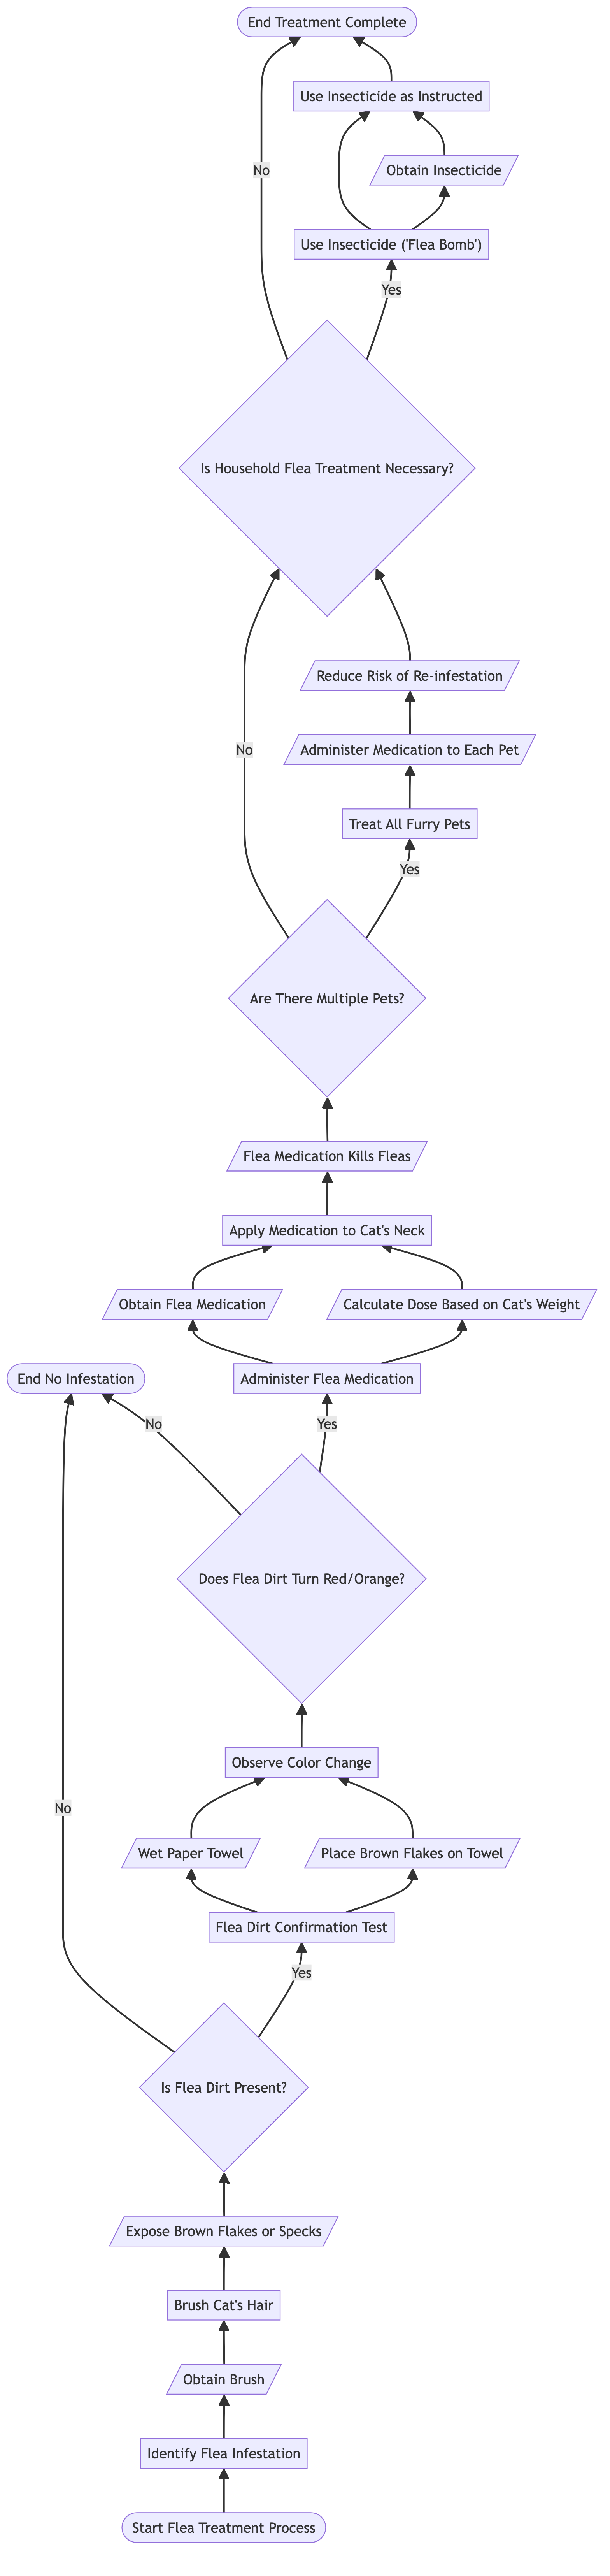 End Treatment Complete
Use Insecticide as Instructed
No
Obtain Insecticide
Use Insecticide ('Flea Bomb')
Yes
Is Household Flea Treatment Necessary?
Reduce Risk of Re-infestation
No
Administer Medication to Each Pet
Treat All Furry Pets
Yes
Are There Multiple Pets?
Flea Medication Kills Fleas
Apply Medication to Cat's Neck
Obtain Flea Medication
Calculate Dose Based on Cat's Weight
End No Infestation
Administer Flea Medication
No
Yes
Does Flea Dirt Turn Red/Orange?
Observe Color Change
No
Wet Paper Towel
Place Brown Flakes on Towel
Flea Dirt Confirmation Test
Yes
Is Flea Dirt Present?
Expose Brown Flakes or Specks
Brush Cat's Hair
Obtain Brush
Identify Flea Infestation
Start Flea Treatment Process